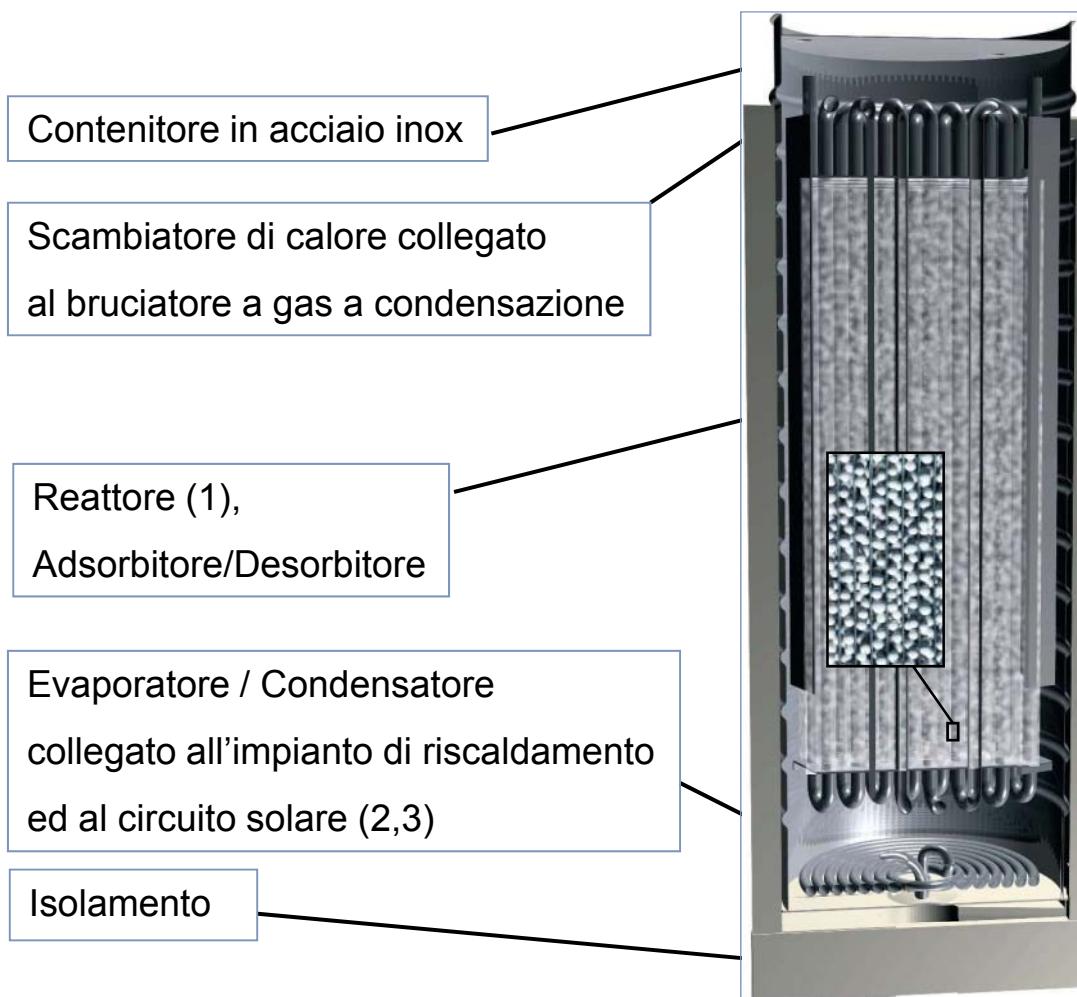 Contenitore in acciaio inox
Scambiatore di calore collegato
al bruciatore a gas a condensazione
Reattore (1),
Adsorbitore/Desorbitore
Evaporatore / Condensatore
collegato all’impianto di riscaldamento
ed al circuito solare (2,3)
Isolamento